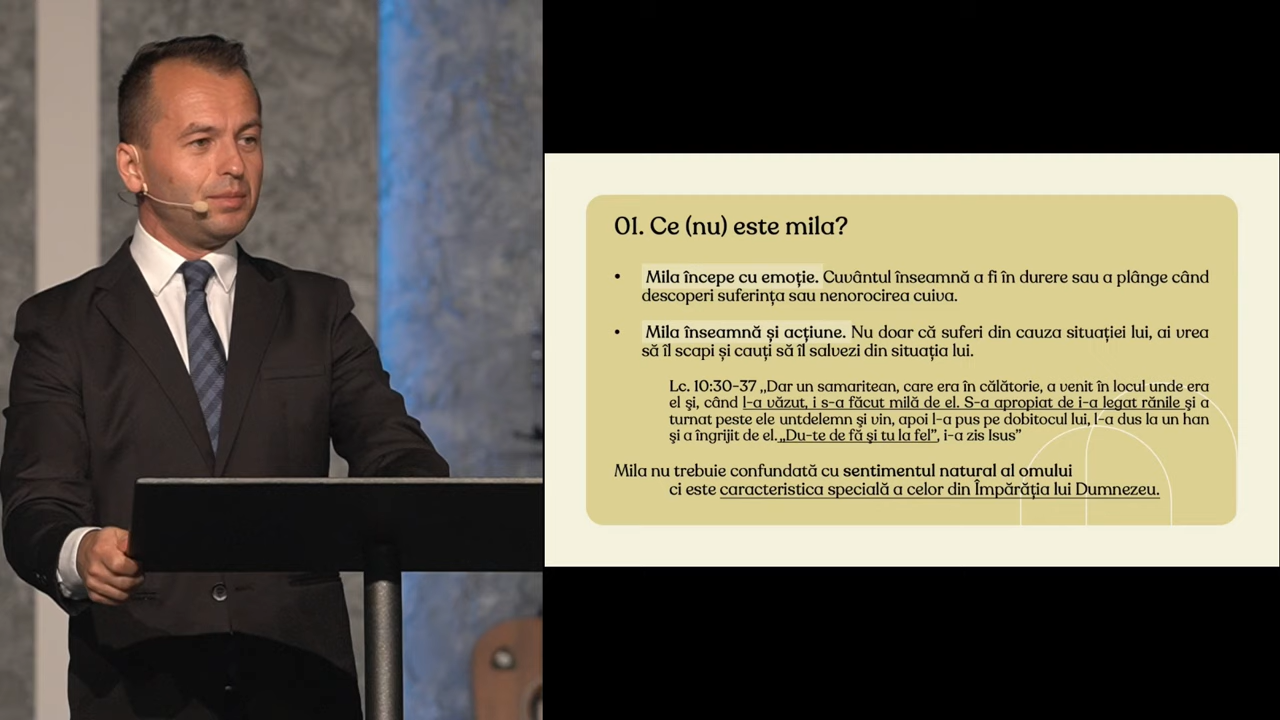 01. Ce (nu) este mila?
• Mila începe cu emoție. Cuvântul înseamnă a fi în durere sau a plânge când
descoperi suferința sau nenorocirea cuiva.
• Mila înseamnă și acțiune. Nu doar că suferi din cauza situației lui, ai vrea
să îl scapi și cauți să îl salvezi din situația lui.
Lc. 10:30-37 „Dar un samaritean, care era în călătorie, a venit în locul unde era
el şi, când l-a văzut, i s-a făcut milă de el. S-a apropiat de i-a legat rănile şi a
turnat peste ele untdelemn şi vin, apoi l-a pus pe dobitocul lui, l-a dus la un han
şi a îngrijit de el. „Du-te de fă şi tu la fel”, i-a zis Isus”
Mila nu trebuie confundată cu sentimentul natural al omului
ci este caracteristica specială a celor din Împărăția lui Dumnezeu.